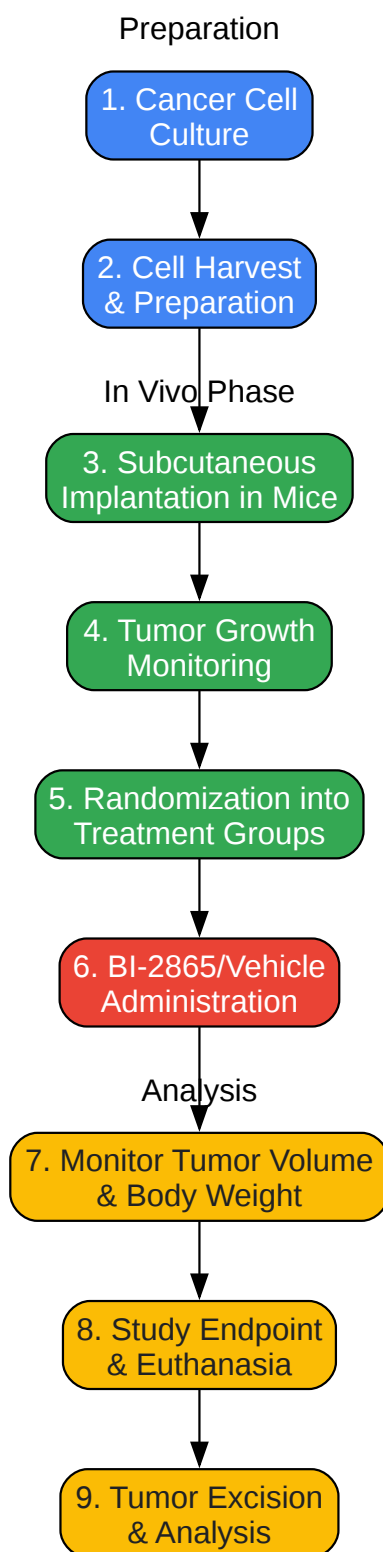 Preparation
1. Cancer Cell
Culture
2. Cell Harvest
& Preparation
In Vivo Phase
3. Subcutaneous
Implantation in Mice
4. Tumor Growth
Monitoring
5. Randomization into
Treatment Groups
6. BI-2865/Vehicle
Administration
Analysis
7. Monitor Tumor Volume
& Body Weight
8. Study Endpoint
& Euthanasia
9. Tumor Excision
& Analysis